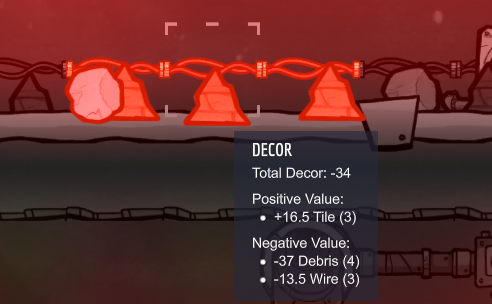 DECOR
Total Decor: -34
Positive Value:
• +16.5 Tile (3)
Negative Value:
• -37 Debris (4)
• -13.5 Wire (3)